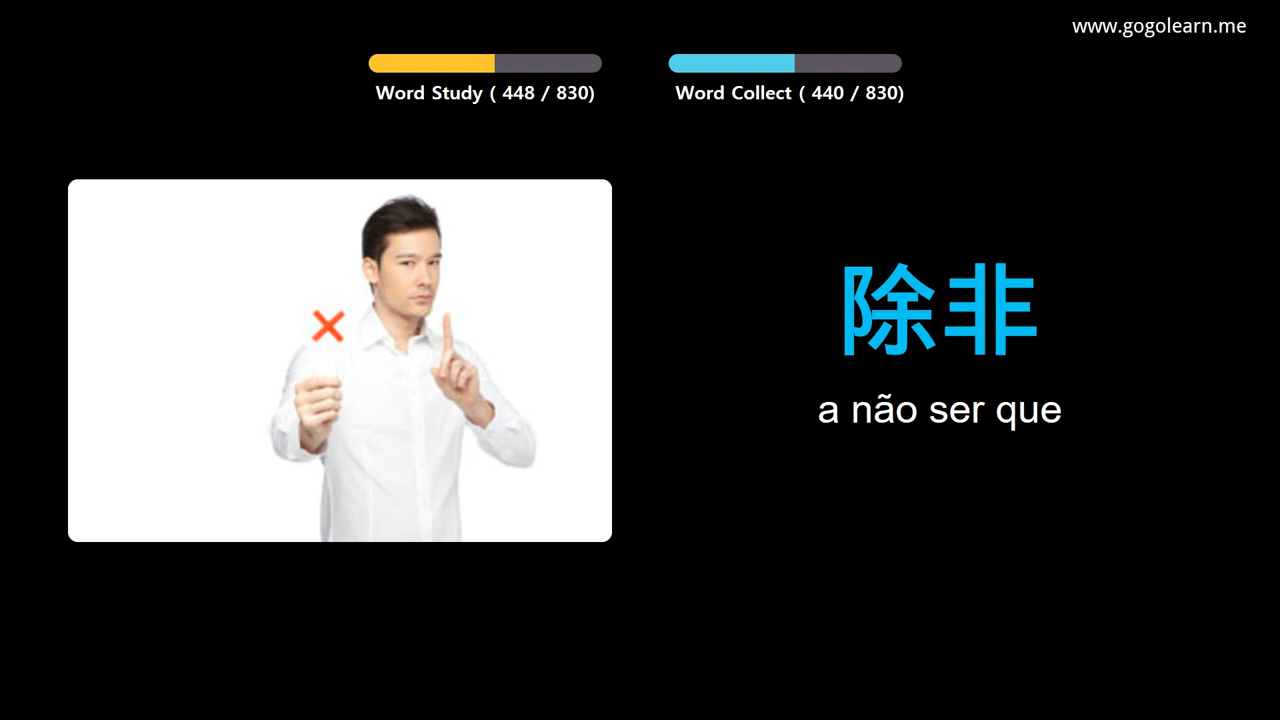 www.gogolearn.me
Word Study ( 448 / 830)
Word Collect ( 440 / 830)
除非
a não ser que